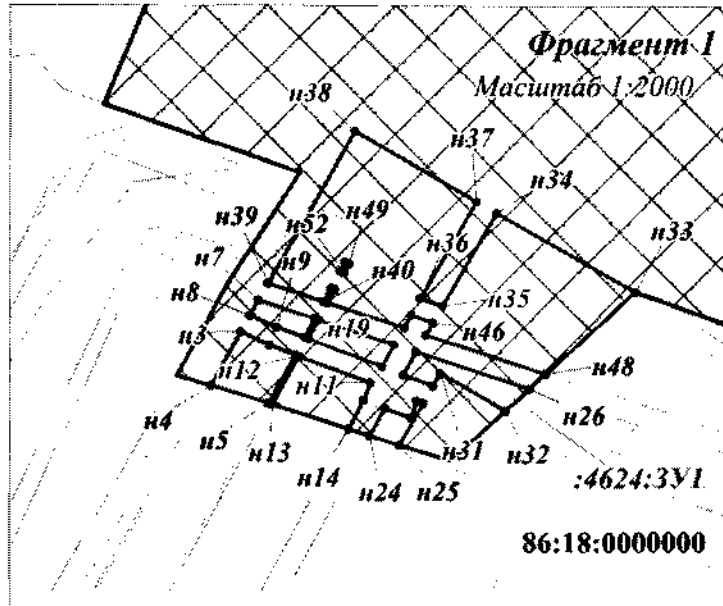 Фрагмент 1
Масштаб 1:2000
н38
н37
н34
н33
н39
н52
н49
н36
н7
н9
н40
н35
н8
н3
н19
н46
н12
н11
н48
н4
н26
н5
н13
н31
н32
н14
н24
н25
:4624:ЗУ1
86:18:0000000